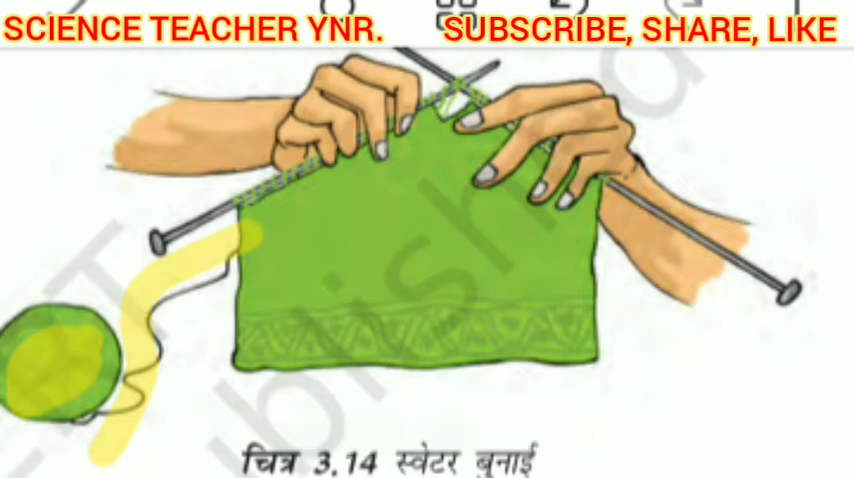 SCIENCE TEACHER YNR. SUBSCRIBE, SHARE, LIKE
चित्र 3.14 स्वेटर बुनाई